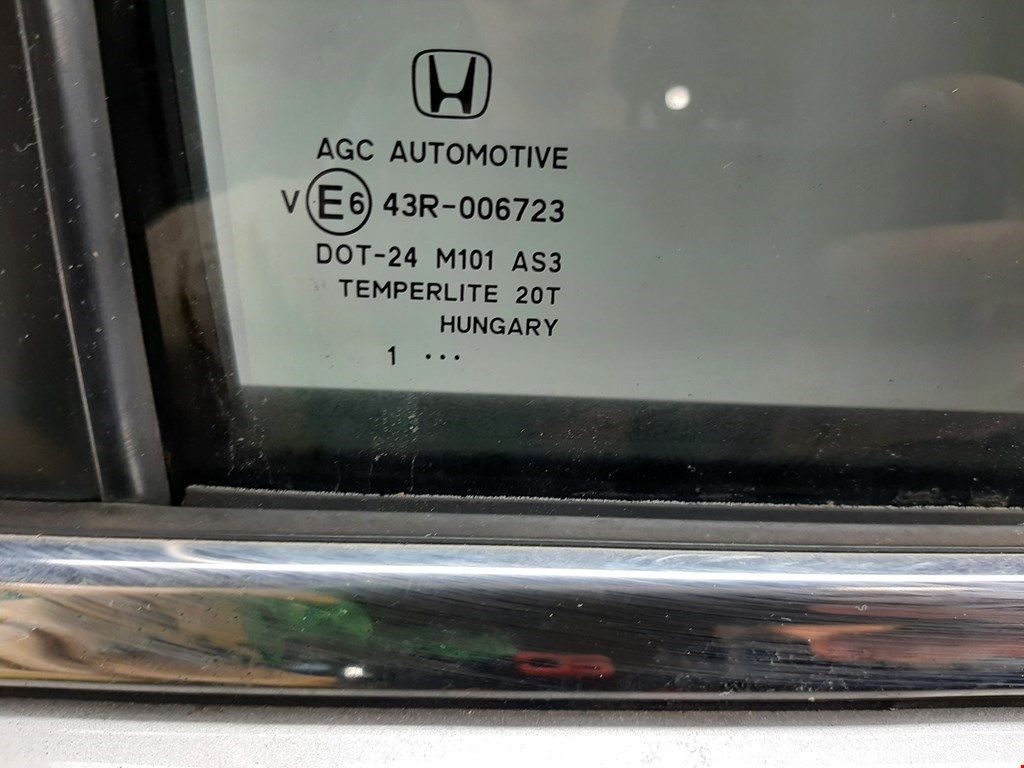 AGC AUTOMOTIVE
V E6 43R-006723
DOT-24 M101 AS3
TEMPERLITE 20T
HUNGARY
1 ...